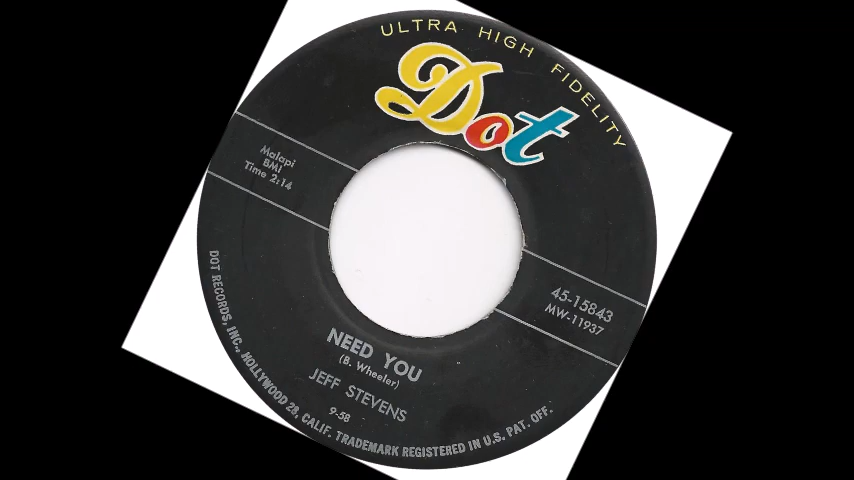 ULTRA HIGH FIDELITY
Dot
Malapi
BMI
Time 2:14
45-15843
MW-11937
NEED YOU
(B. Wheeler)
JEFF STEVENS
9-58
DOT RECORDS, INC., HOLLYWOOD 28, CALIF. TRADEMARK REGISTERED IN U.S. PAT. OFF.